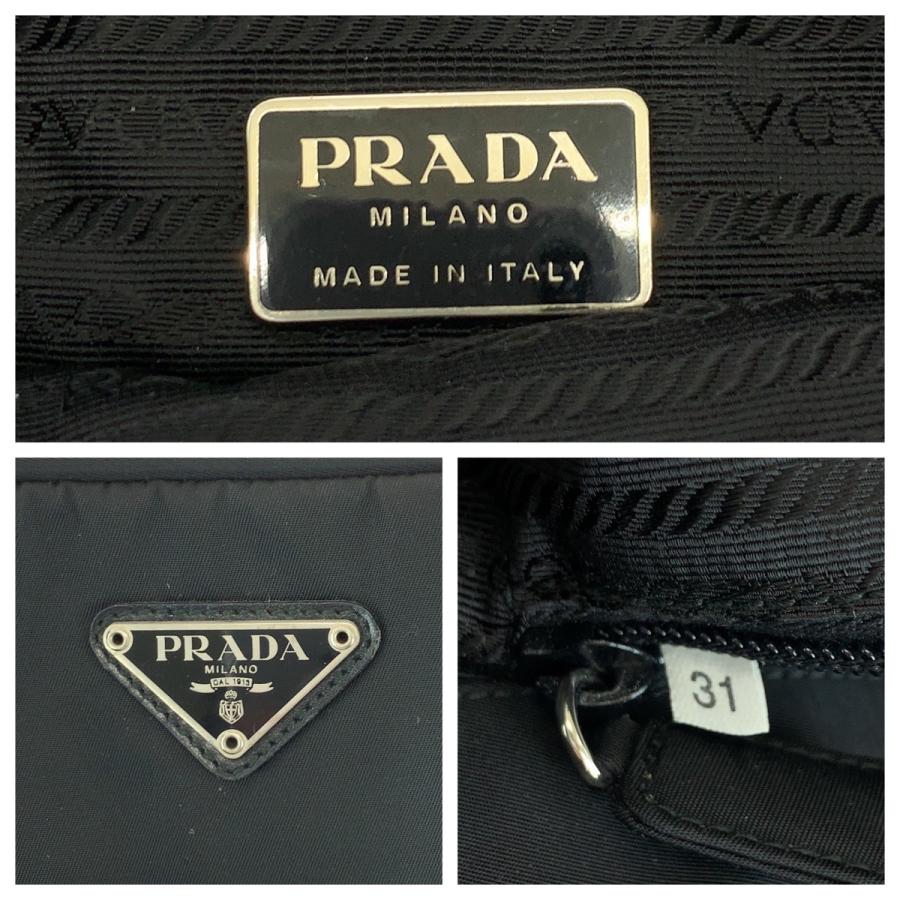 PRADA
MILANO
MADE IN ITALY
PRADA
MILANO
DAL 1913
31